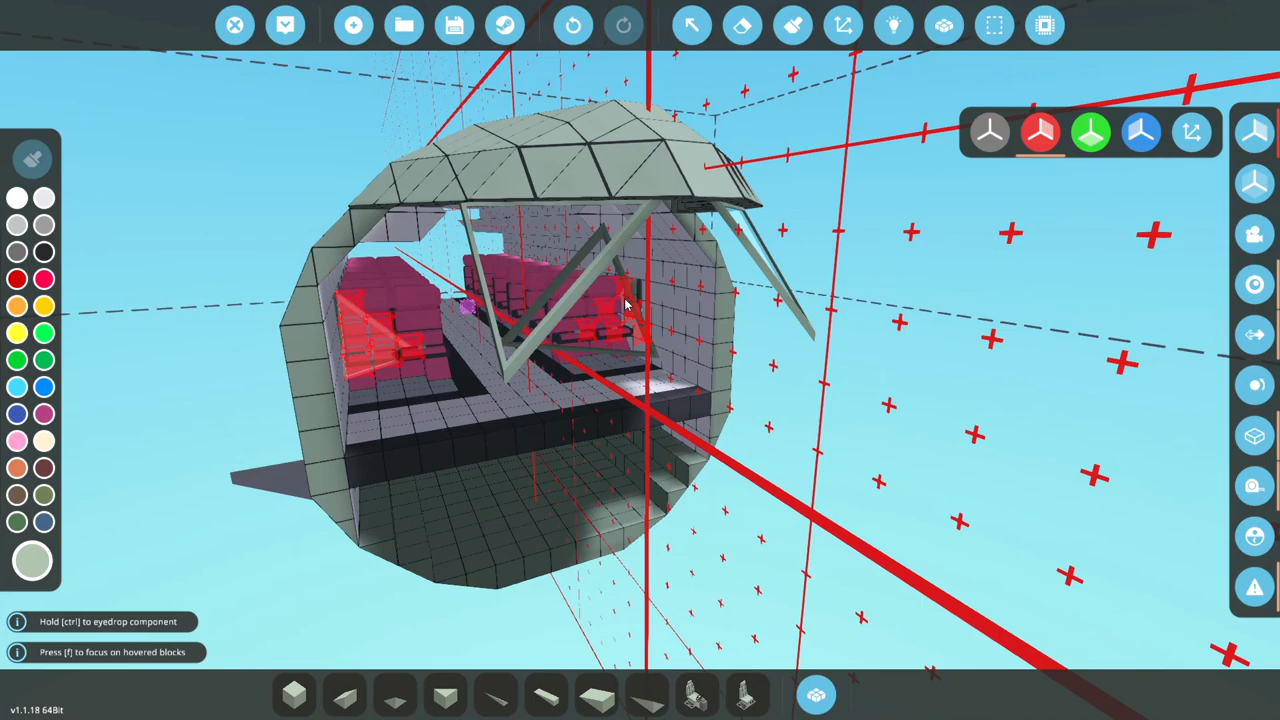 Hold [ctrl] to eyedrop component
Press [f] to focus on hovered blocks
v1.1.18 64Bit